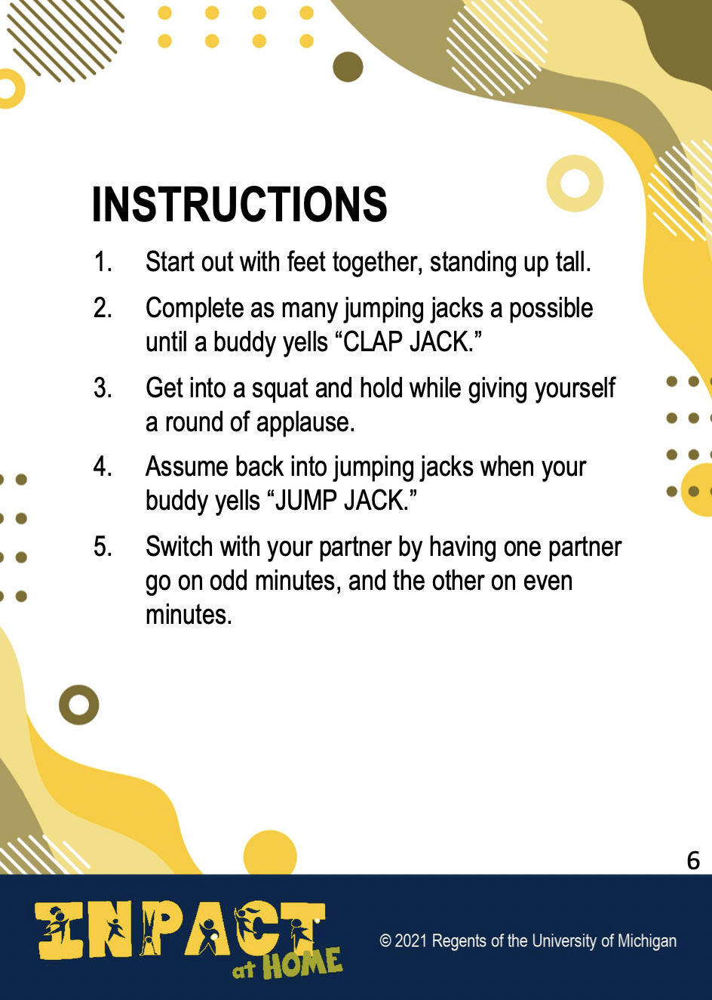 INSTRUCTIONS
1. Start out with feet together, standing up tall.
2. Complete as many jumping jacks a possible
until a buddy yells “CLAP JACK.”
3. Get into a squat and hold while giving yourself
a round of applause.
4. Assume back into jumping jacks when your
buddy yells “JUMP JACK.”
5. Switch with your partner by having one partner
go on odd minutes, and the other on even
minutes.
6
INPACT
at HOME
© 2021 Regents of the University of Michigan